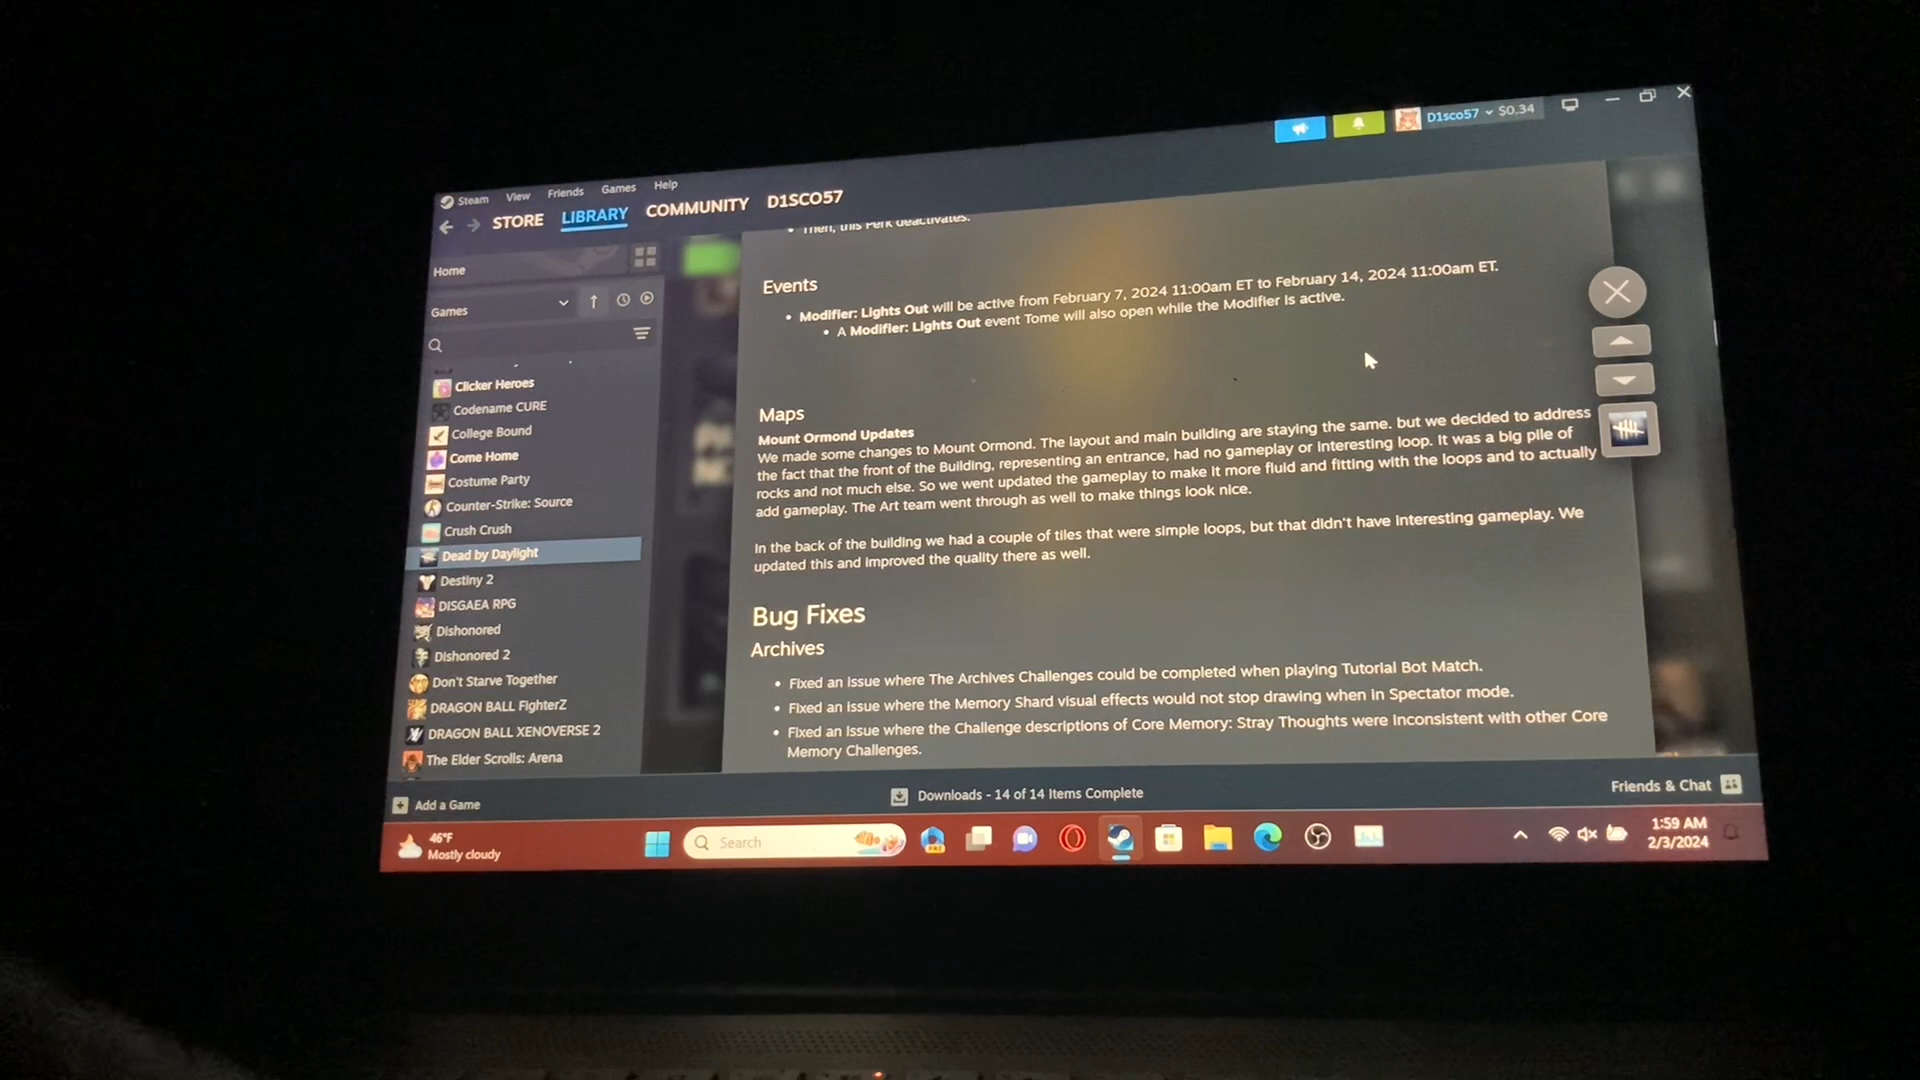 D1sco57 $0.34
Steam View Friends Games Help
STORE LIBRARY COMMUNITY D1SCO57
Home
Games
Clicker Heroes
Codename CURE
College Bound
Come Home
Costume Party
Counter-Strike: Source
Crush Crush
Dead by Daylight
Destiny 2
DISGAEA RPG
Dishonored
Dishonored 2
Don't Starve Together
DRAGON BALL FighterZ
DRAGON BALL XENOVERSE 2
The Elder Scrolls: Arena
• Then, this Perk deactivates.
Events
• Modifier: Lights Out will be active from February 7, 2024 11:00am ET to February 14, 2024 11:00am ET.
• A Modifier: Lights Out event Tome will also open while the Modifier is active.
Maps
Mount Ormond Updates
We made some changes to Mount Ormond. The layout and main building are staying the same. but we decided to address
the fact that the front of the Building, representing an entrance, had no gameplay or interesting loop. It was a big pile of
rocks and not much else. So we went updated the gameplay to make it more fluid and fitting with the loops and to actually
add gameplay. The Art team went through as well to make things look nice.
In the back of the building we had a couple of tiles that were simple loops, but that didn't have interesting gameplay. We
updated this and improved the quality there as well.
Bug Fixes
Archives
• Fixed an issue where The Archives Challenges could be completed when playing Tutorial Bot Match.
• Fixed an issue where the Memory Shard visual effects would not stop drawing when in Spectator mode.
• Fixed an issue where the Challenge descriptions of Core Memory: Stray Thoughts were inconsistent with other Core
Memory Challenges.
Add a Game
Downloads - 14 of 14 Items Complete
Friends & Chat
46°F
Mostly cloudy
Search
1:59 AM
2/3/2024